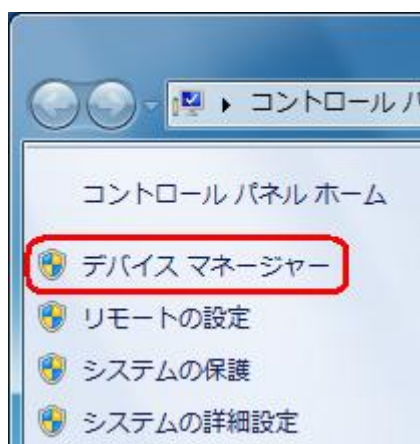 コントロール
コントロール パネル ホーム
デバイス マネージャー
リモートの設定
システムの保護
システムの詳細設定